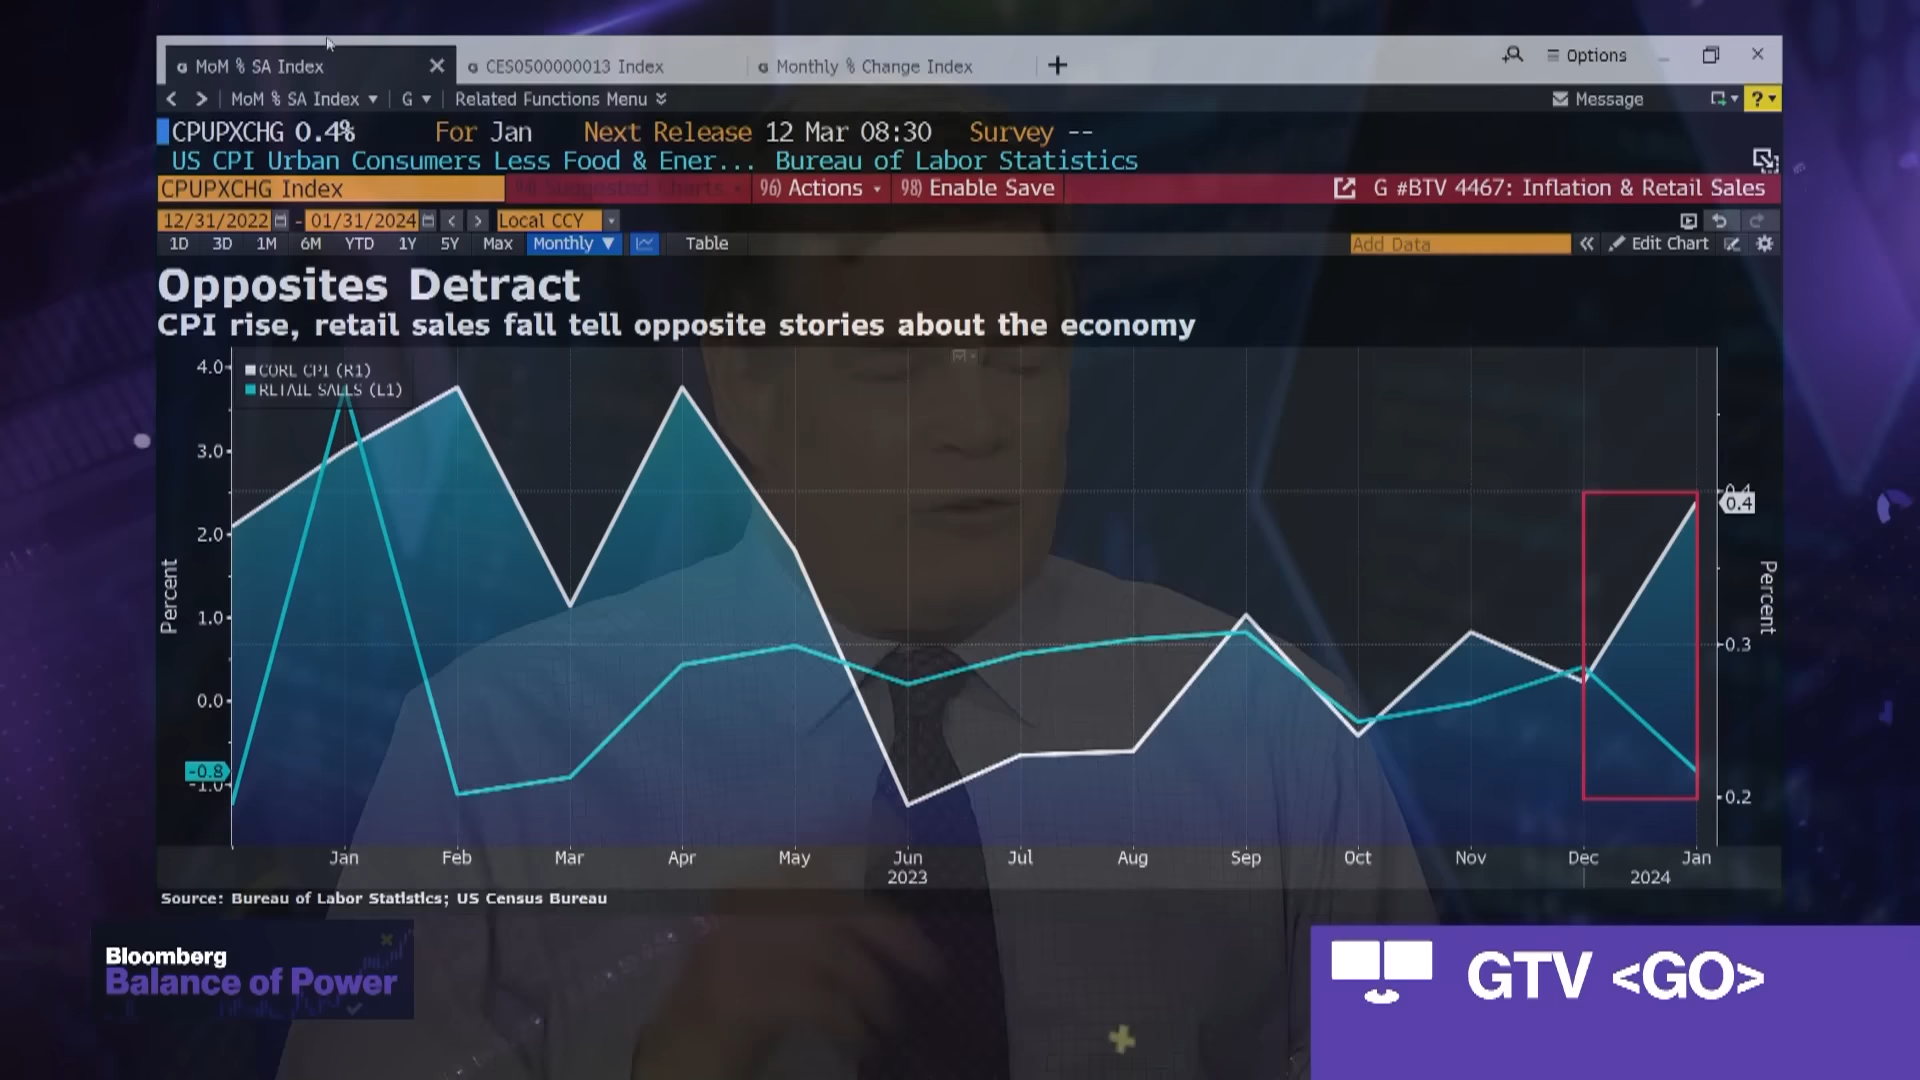 MoM % SA Index
CES0500000013 Index
Monthly % Change Index
Options
MoM % SA Index
G
Related Functions Menu
Message
?
CPUPXCHG 0.4% For Jan Next Release 12 Mar 08:30 Survey --
US CPI Urban Consumers Less Food & Ener... Bureau of Labor Statistics
CPUPXCHG Index
96) Actions
98) Enable Save
G #BTV 4467: Inflation & Retail Sales
12/31/2022 - 01/31/2024 Local CCY
1D 3D 1M 6M YTD 1Y 5Y Max Monthly ▼ Table
Add Data
Edit Chart
Opposites Detract
CPI rise, retail sales fall tell opposite stories about the economy
CORE CPI (R1)
RETAIL SALES (L1)
4.0
3.0
2.0
1.0
0.0
-0.8
-1.0
Percent
0.4
0.4
0.3
0.2
Percent
Jan Feb Mar Apr May Jun Jul Aug Sep Oct Nov Dec Jan
2023 2024
Source: Bureau of Labor Statistics; US Census Bureau
Bloomberg
Balance of Power
GTV <GO>